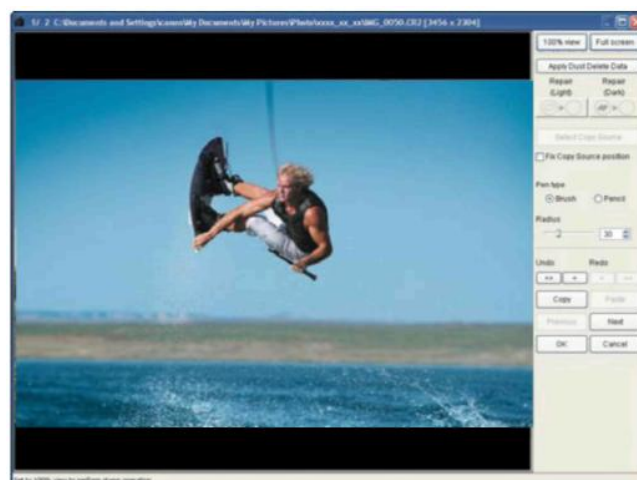 1/ 2 C:\Documents and Settings\canon\My Documents\My Pictures\Photo\xxxx_xx_xx\IMG_0050.CR2 [3456 x 2304]
100% view Full screen
Apply Dust Delete Data
Repair (Light) Repair (Dark)
Select Copy Source
Fix Copy Source position
Pen type
Brush Pencil
Radius
30
Undo Redo
Copy Paste
Previous Next
OK Cancel